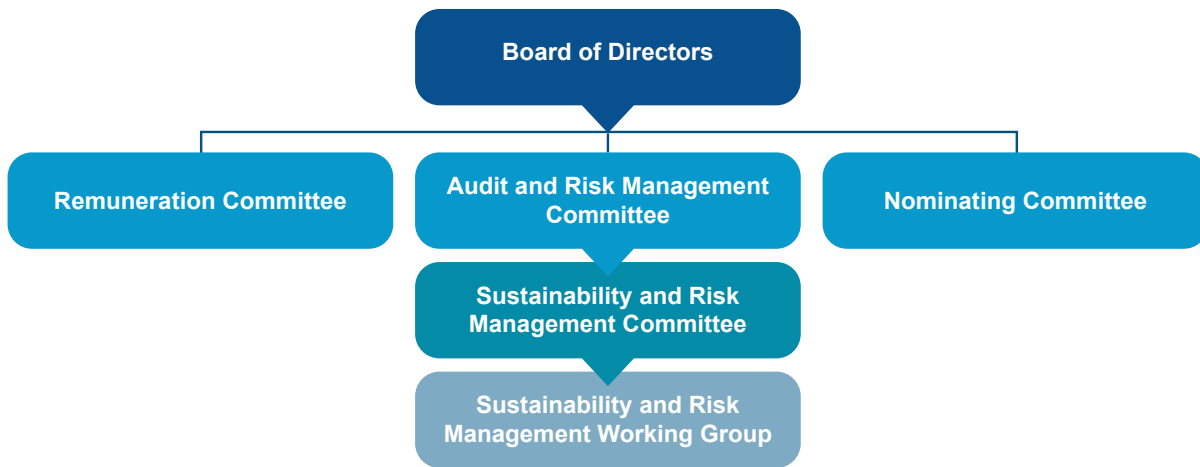 Board of Directors
Remuneration Committee
Audit and Risk Management
Committee
Nominating Committee
Sustainability and Risk
Management Committee
Sustainability and Risk
Management Working Group